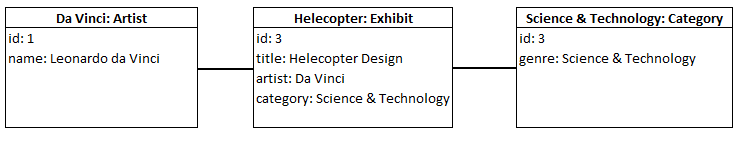 Da Vinci: Artist
id: 1
name: Leonardo da Vinci
Helecopter: Exhibit
id: 3
title: Helecopter Design
artist: Da Vinci
category: Science & Technology
Science & Technology: Category
id: 3
genre: Science & Technology